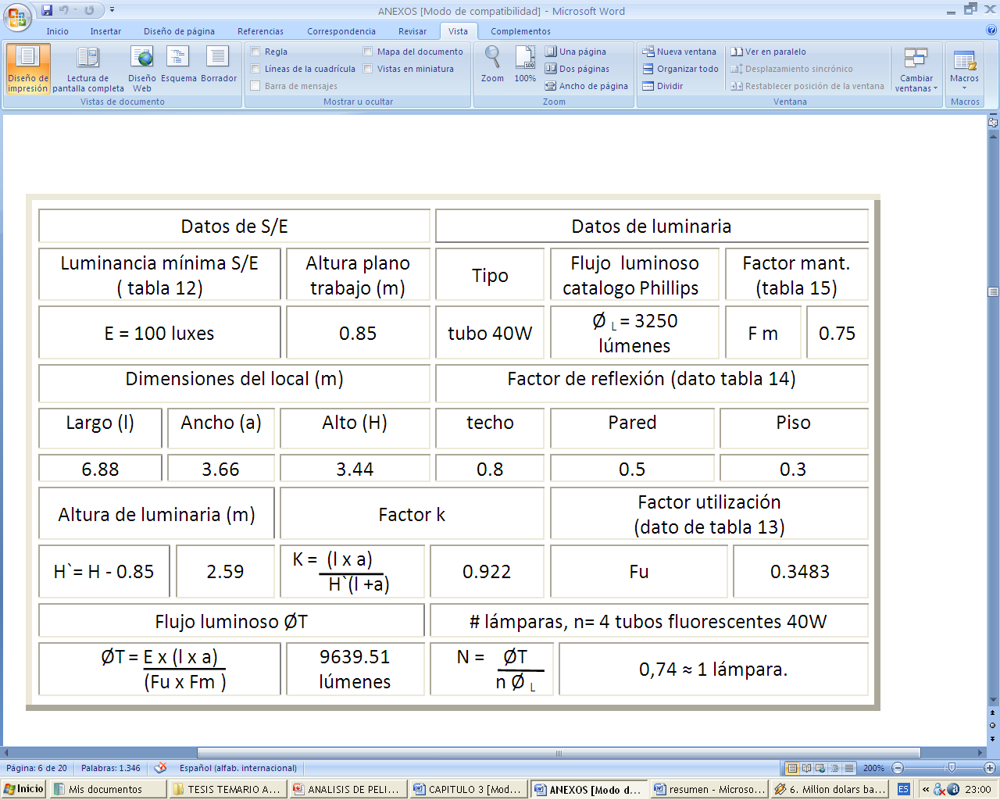 ANEXOS [Modo de compatibilidad] - Microsoft Word
Inicio Insertar Diseño de página Referencias Correspondencia Revisar Vista Complementos
Diseño de impresión
Lectura de pantalla completa
Diseño Web
Esquema
Borrador
Vistas de documento
Regla
Líneas de la cuadrícula
Barra de mensajes
Mapa del documento
Vistas en miniatura
Mostrar u ocultar
Zoom
100%
Una página
Dos páginas
Ancho de página
Zoom
Nueva ventana
Organizar todo
Dividir
Ver en paralelo
Desplazamiento sincrónico
Restablecer posición de la ventana
Cambiar ventanas
Ventana
Macros
Macros
Datos de S/E
Datos de luminaria
Luminancia mínima S/E
( tabla 12)
Altura plano
trabajo (m)
Tipo
Flujo luminoso
catalogo Phillips
Factor mant.
(tabla 15)
E = 100 luxes
0.85
tubo 40W
Ø L = 3250
lúmenes
F m
0.75
Dimensiones del local (m)
Factor de reflexión (dato tabla 14)
Largo (l)
Ancho (a)
Alto (H)
techo
Pared
Piso
6.88
3.66
3.44
0.8
0.5
0.3
Altura de luminaria (m)
Factor k
Factor utilización
(dato de tabla 13)
H`= H - 0.85
2.59
K = (l x a)
H`(l +a)
0.922
Fu
0.3483
Flujo luminoso ØT
# lámparas, n= 4 tubos fluorescentes 40W
ØT = E x (l x a)
(Fu x Fm )
9639.51
lúmenes
N = ØT
n Ø L
0,74 ≈ 1 lámpara.
Página: 6 de 20 Palabras: 1.346 Español (alfab. internacional) 200%
Inicio Mis documentos TESIS TEMARIO A... ANALISIS DE PELI... CAPITULO 3 [Mod... ANEXOS [Modo d... resumen - Microso... 6. Milion dolars ba... ES « 23:00